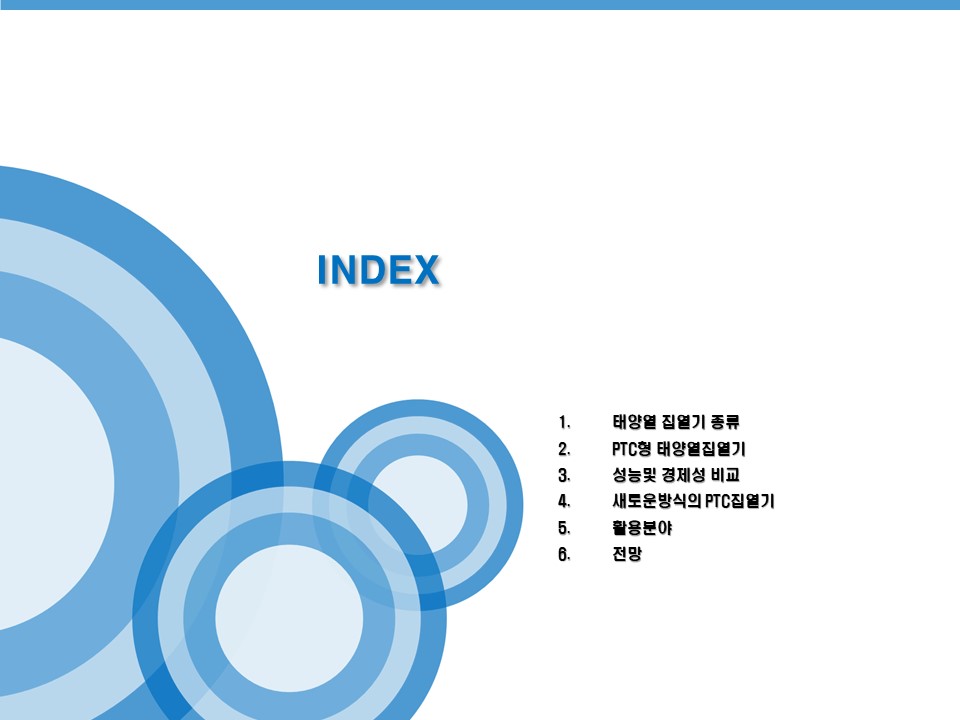 INDEX
1. 태양열 집열기 종류
2. PTC형 태양열집열기
3. 성능및 경제성 비교
4. 새로운방식의 PTC집열기
5. 활용분야
6. 전망